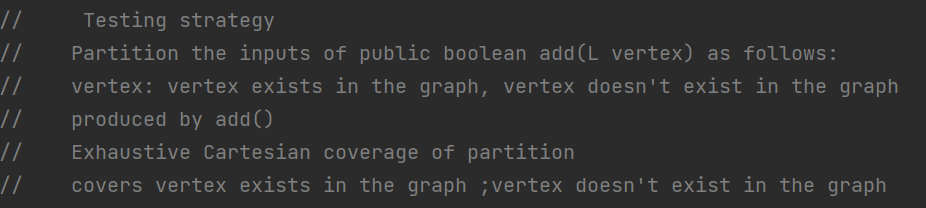 //     Testing strategy
//    Partition the inputs of public boolean add(L vertex) as follows:
//    vertex: vertex exists in the graph, vertex doesn't exist in the graph
//    produced by add()
//    Exhaustive Cartesian coverage of partition
//    covers vertex exists in the graph ;vertex doesn't exist in the graph